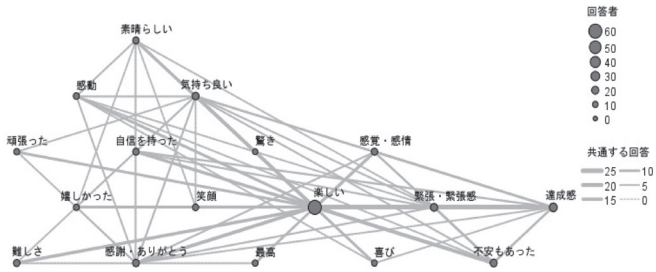 素晴らしい
感動
気持ち良い
頑張った
自信を持った
驚き
感覚・感情
嬉しかった
笑顔
楽しい
緊張・緊張感
達成感
難しさ
感謝・ありがとう
最高
喜び
不安もあった
回答者
60
50
40
30
20
10
0
共通する回答
25 10
20 5
15 0